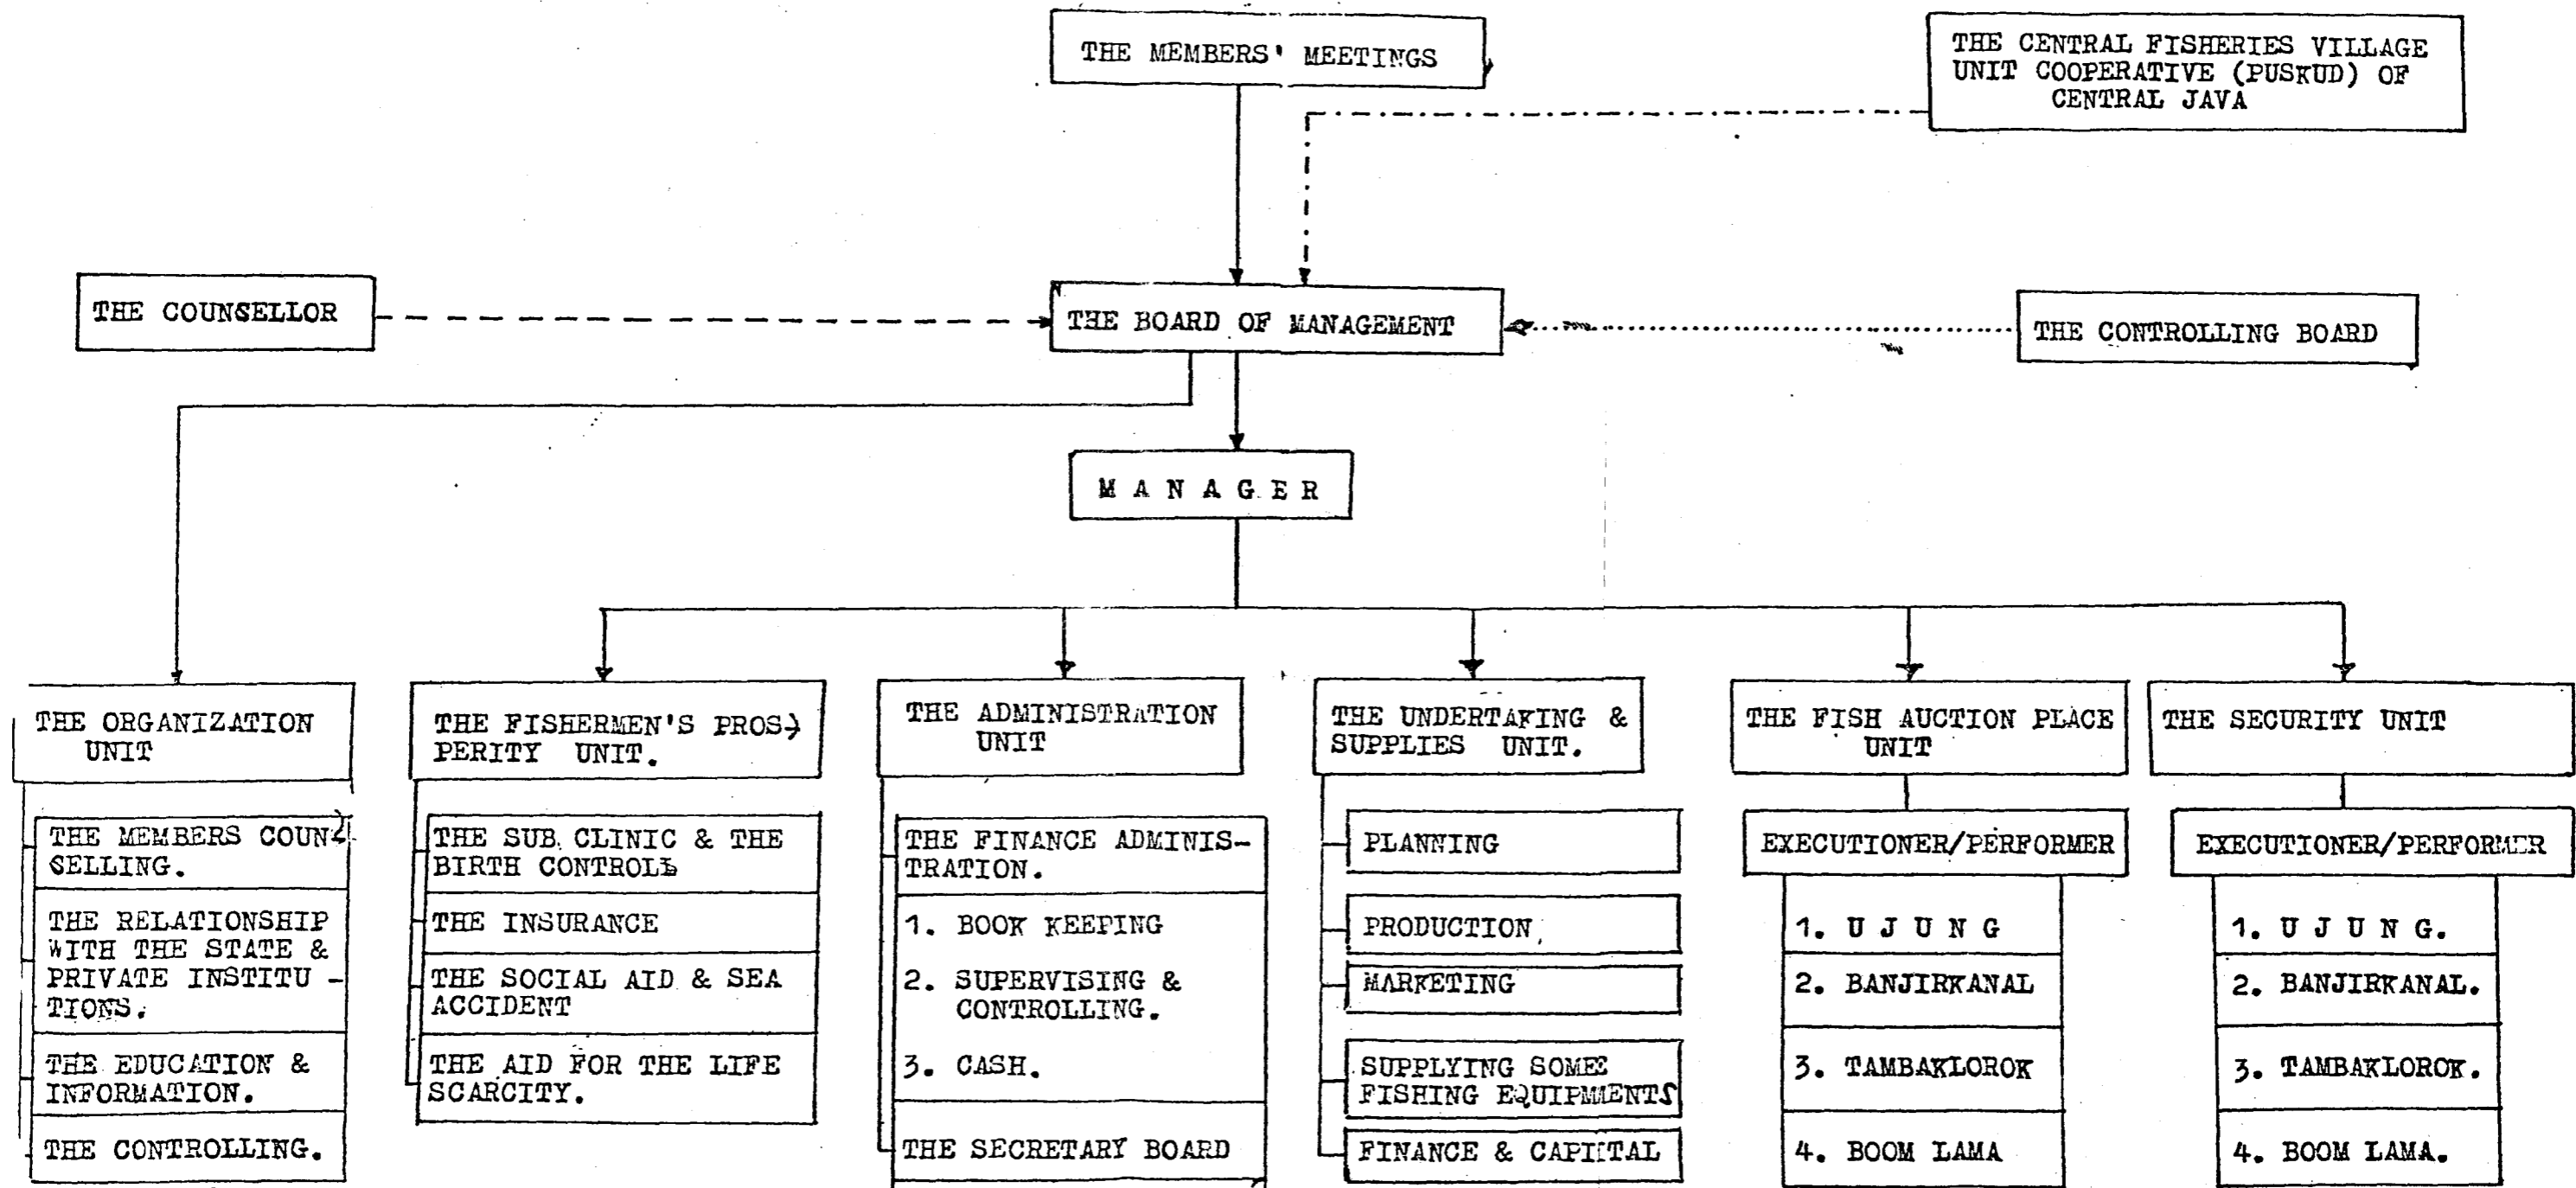 THE MEMBERS' MEETINGS
THE CENTRAL FISHERIES VILLAGE
UNIT COOPERATIVE (PUSKUD) OF
CENTRAL JAVA
THE COUNSELLOR
THE BOARD OF MANAGEMENT
THE CONTROLLING BOARD
M A N A G E R
THE ORGANIZATION
UNIT
THE MEMBERS COUN-
SELLING.
THE RELATIONSHIP
WITH THE STATE &
PRIVATE INSTITU -
TIONS.
THE EDUCATION &
INFORMATION.
THE CONTROLLING.
THE FISHERMEN'S PROS-
PERITY UNIT.
THE SUB CLINIC & THE
BIRTH CONTROLL
THE INSURANCE
THE SOCIAL AID & SEA
ACCIDENT
THE AID FOR THE LIFE
SCARCITY.
THE ADMINISTRATION
UNIT
THE FINANCE ADMINIS-
TRATION.
1. BOOK KEEPING
2. SUPERVISING &
CONTROLLING.
3. CASH.
THE SECRETARY BOARD
THE UNDERTAKING &
SUPPLIES UNIT.
PLANNING
PRODUCTION
MARKETING
SUPPLYING SOME
FISHING EQUIPMENTS
FINANCE & CAPITAL
THE FISH AUCTION PLACE
UNIT
EXECUTIONER/PERFORMER
1. U J U N G
2. BANJIRKANAL
3. TAMBAKLOROK
4. BOOM LAMA
THE SECURITY UNIT
EXECUTIONER/PERFORMER
1. U J U N G.
2. BANJIRKANAL.
3. TAMBAKLOROK.
4. BOOM LAMA.